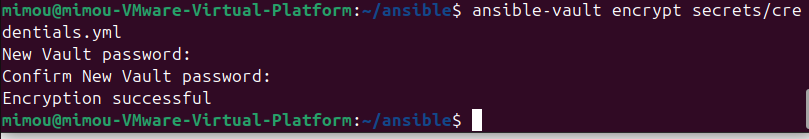 mimou@mimou-VMware-Virtual-Platform:~/ansible$ ansible-vault encrypt secrets/cre
dentials.yml
New Vault password:
Confirm New Vault password:
Encryption successful
mimou@mimou-VMware-Virtual-Platform:~/ansible$